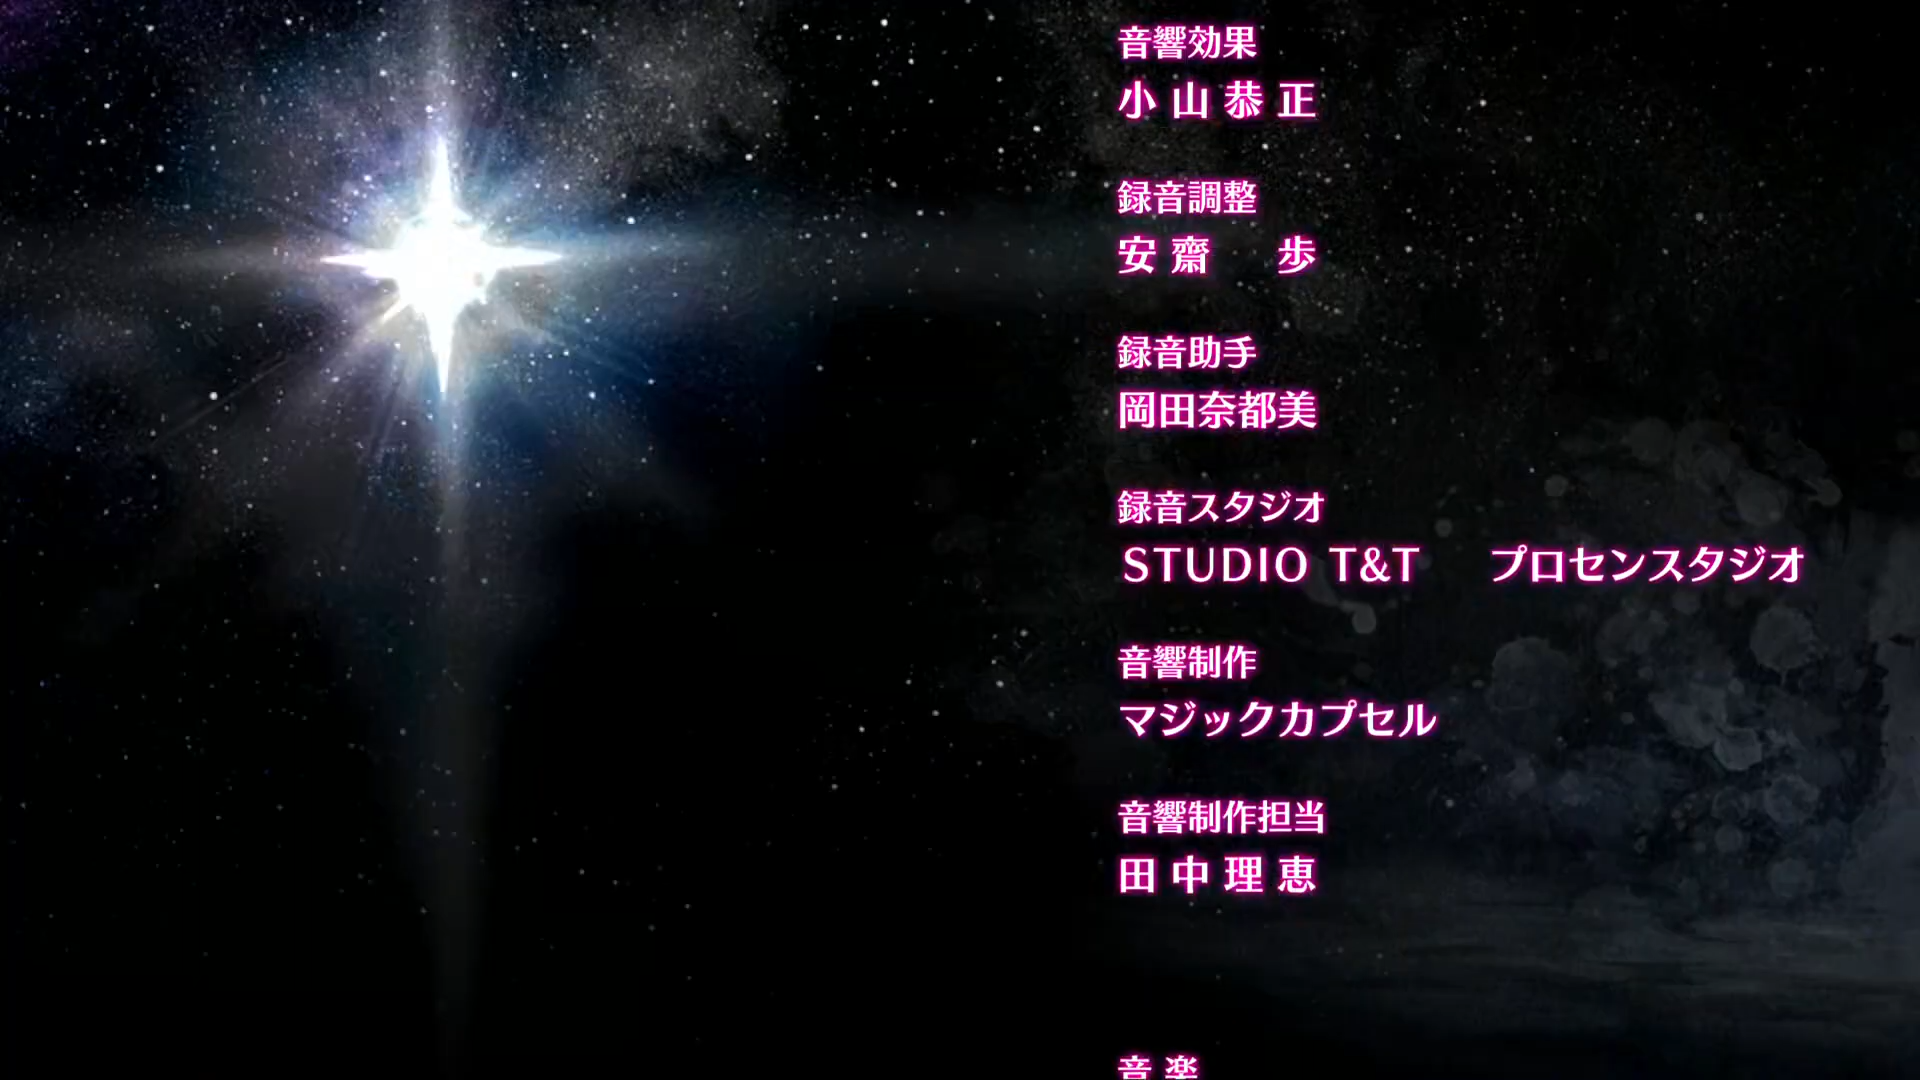 音響効果
小山恭正
録音調整
安齋 歩
録音助手
岡田奈都美
録音スタジオ
STUDIO T&T プロセンスタジオ
音響制作
マジックカプセル
音響制作担当
田中理恵
音楽